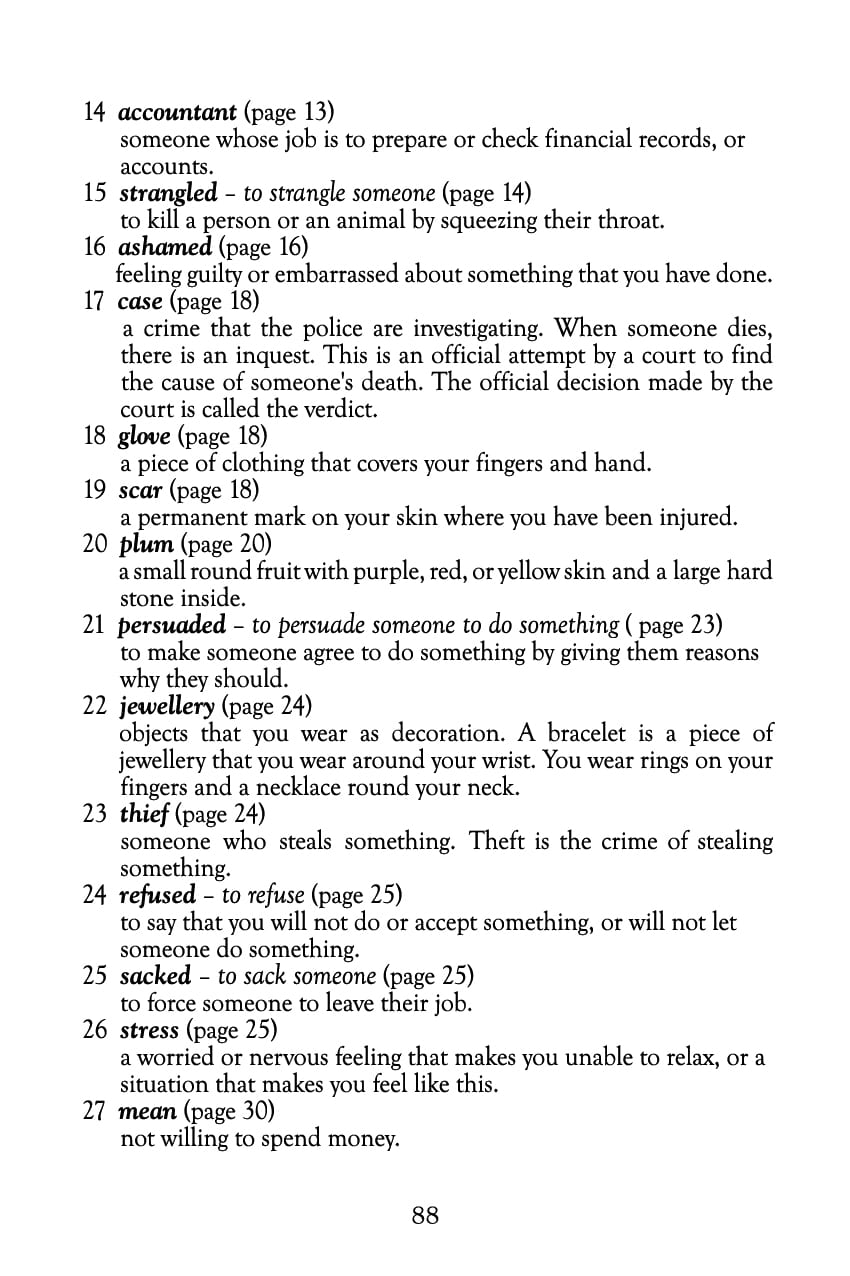 14 accountant (page 13)
someone whose job is to prepare or check financial records, or
accounts.
15 strangled – to strangle someone (page 14)
to kill a person or an animal by squeezing their throat.
16 ashamed (page 16)
feeling guilty or embarrassed about something that you have done.
17 case (page 18)
a crime that the police are investigating. When someone dies,
there is an inquest. This is an official attempt by a court to find
the cause of someone's death. The official decision made by the
court is called the verdict.
18 glove (page 18)
a piece of clothing that covers your fingers and hand.
19 scar (page 18)
a permanent mark on your skin where you have been injured.
20 plum (page 20)
a small round fruit with purple, red, or yellow skin and a large hard
stone inside.
21 persuaded – to persuade someone to do something ( page 23)
to make someone agree to do something by giving them reasons
why they should.
22 jewellery (page 24)
objects that you wear as decoration. A bracelet is a piece of
jewellery that you wear around your wrist. You wear rings on your
fingers and a necklace round your neck.
23 thief (page 24)
someone who steals something. Theft is the crime of stealing
something.
24 refused – to refuse (page 25)
to say that you will not do or accept something, or will not let
someone do something.
25 sacked – to sack someone (page 25)
to force someone to leave their job.
26 stress (page 25)
a worried or nervous feeling that makes you unable to relax, or a
situation that makes you feel like this.
27 mean (page 30)
not willing to spend money.
88